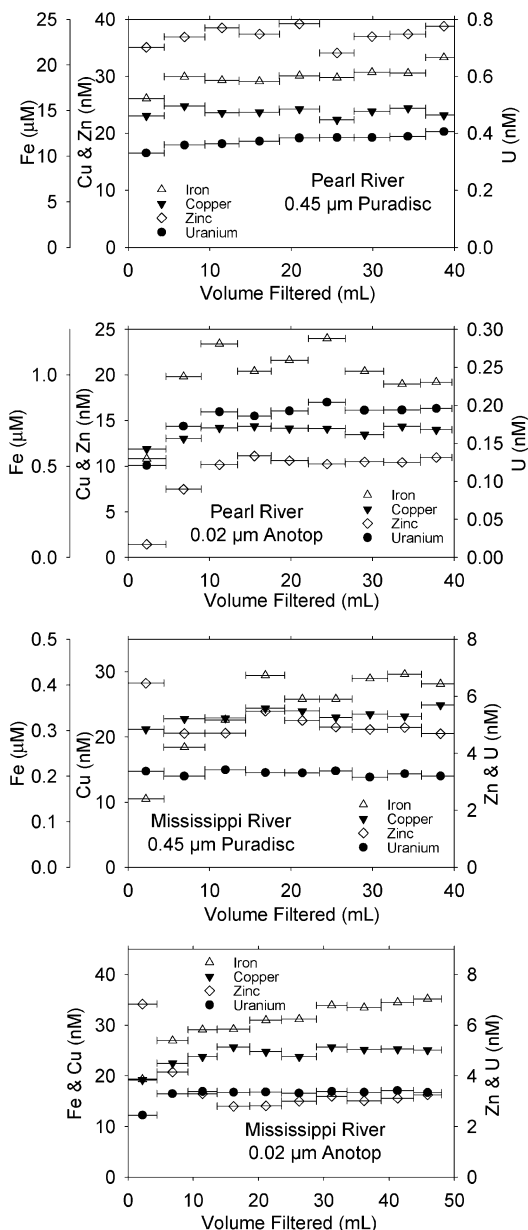 25
40
0.8
20
30
0.6
15
20
0.4
10
10
0.2
5
0
0
0.0
Fe (µM)
Cu & Zn (nM)
U (nM)
Iron
Copper
Zinc
Uranium
Pearl River
0.45 µm Puradisc
0 10 20 30 40
Volume Filtered (mL)
25
0.30
20
0.25
1.0
15
0.20
0.15
0.5
10
0.10
5
0.05
0.0
0
0.00
Fe (µM)
Cu & Zn (nM)
U (nM)
Pearl River
0.02 µm Anotop
Iron
Copper
Zinc
Uranium
0 10 20 30 40
Volume Filtered (mL)
0.5
8
0.4
30
6
0.3
20
4
0.2
10
2
0.1
0.0
0
0
Fe (µM)
Cu (nM)
Zn & U (nM)
Mississippi River
0.45 µm Puradisc
Iron
Copper
Zinc
Uranium
0 10 20 30 40
Volume Filtered (mL)
Iron
Copper
Zinc
Uranium
40
8
30
6
20
4
10
2
0
0
Fe & Cu (nM)
Zn & U (nM)
Mississippi River
0.02 µm Anotop
0 10 20 30 40 50
Volume Filtered (mL)